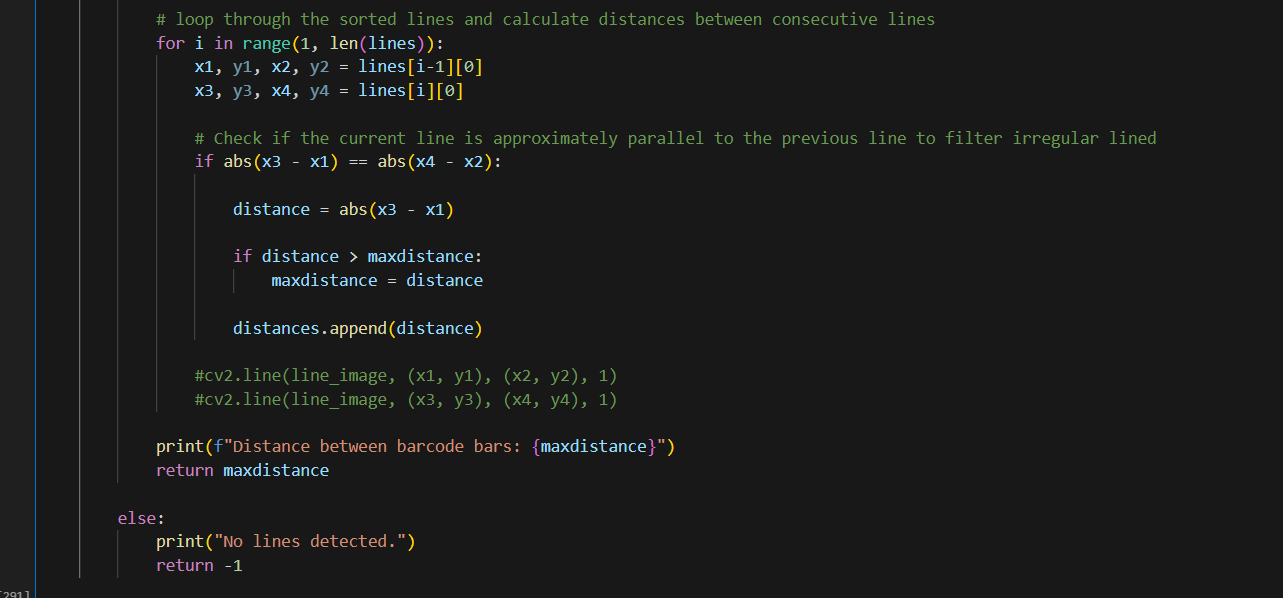 # loop through the sorted lines and calculate distances between consecutive lines
for i in range(1, len(lines)):
x1, y1, x2, y2 = lines[i-1][0]
x3, y3, x4, y4 = lines[i][0]
# Check if the current line is approximately parallel to the previous line to filter irregular lined
if abs(x3 - x1) == abs(x4 - x2):
distance = abs(x3 - x1)
if distance > maxdistance:
maxdistance = distance
distances.append(distance)
#cv2.line(line_image, (x1, y1), (x2, y2), 1)
#cv2.line(line_image, (x3, y3), (x4, y4), 1)
print(f"Distance between barcode bars: {maxdistance}")
return maxdistance
else:
print("No lines detected.")
return -1
[291]